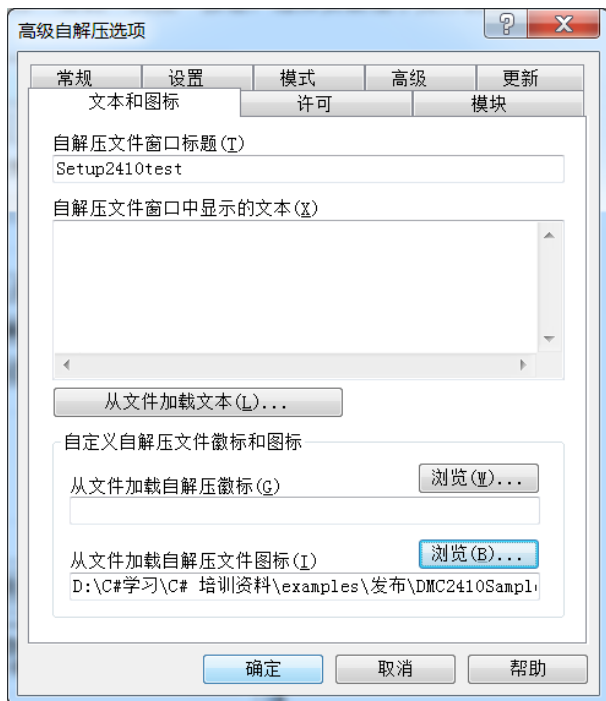 高级自解压选项
常规 设置 模式 高级 更新
文本和图标 许可 模块
自解压文件窗口标题(T)
Setup2410test
自解压文件窗口中显示的文本(X)
从文件加载文本(L)...
自定义自解压文件徽标和图标
从文件加载自解压徽标(G) 浏览(W)...
从文件加载自解压文件图标(I) 浏览(B)...
D:\C#学习\C# 培训资料\examples\发布\DMC2410Sampl
确定 取消 帮助